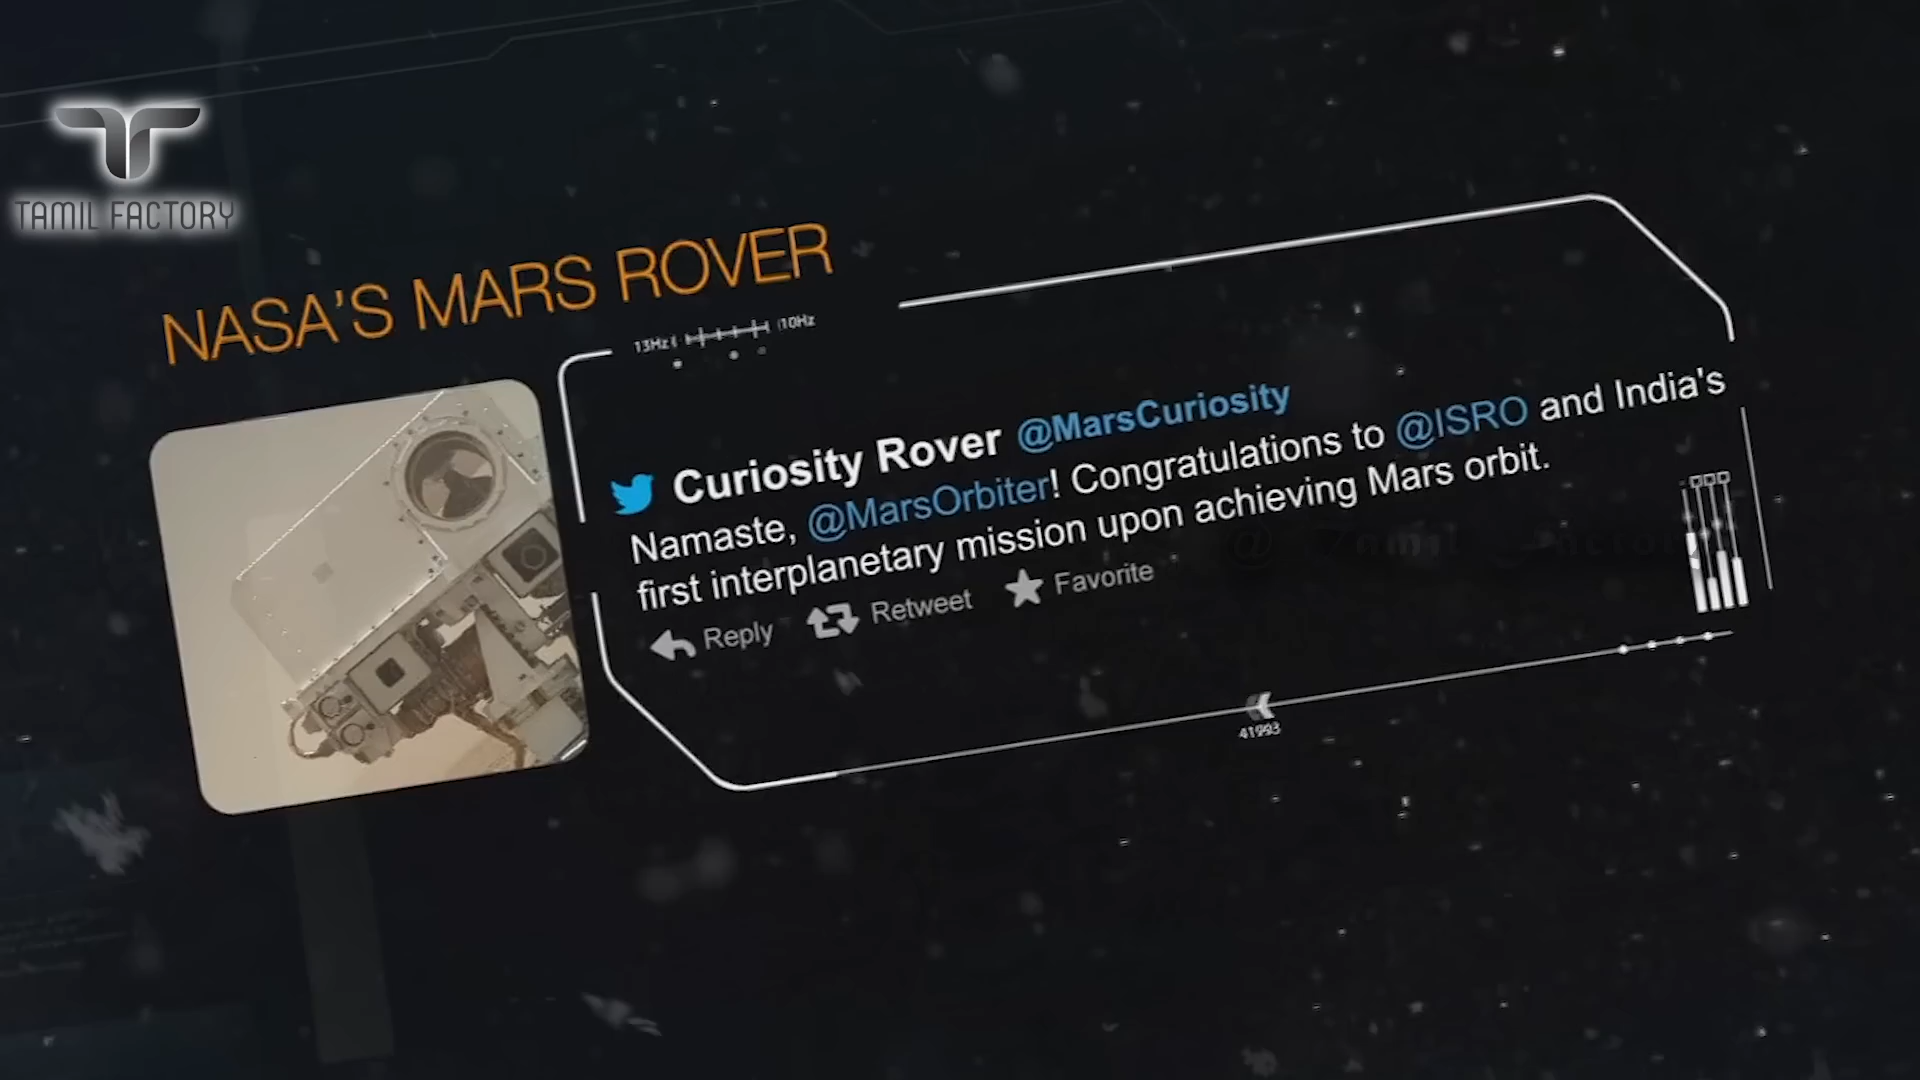 TAMIL FACTORY
NASA'S MARS ROVER
13Hz 10Hz
Curiosity Rover @MarsCuriosity
Namaste, @MarsOrbiter! Congratulations to @ISRO and India's
first interplanetary mission upon achieving Mars orbit.
Reply Retweet Favorite
41993